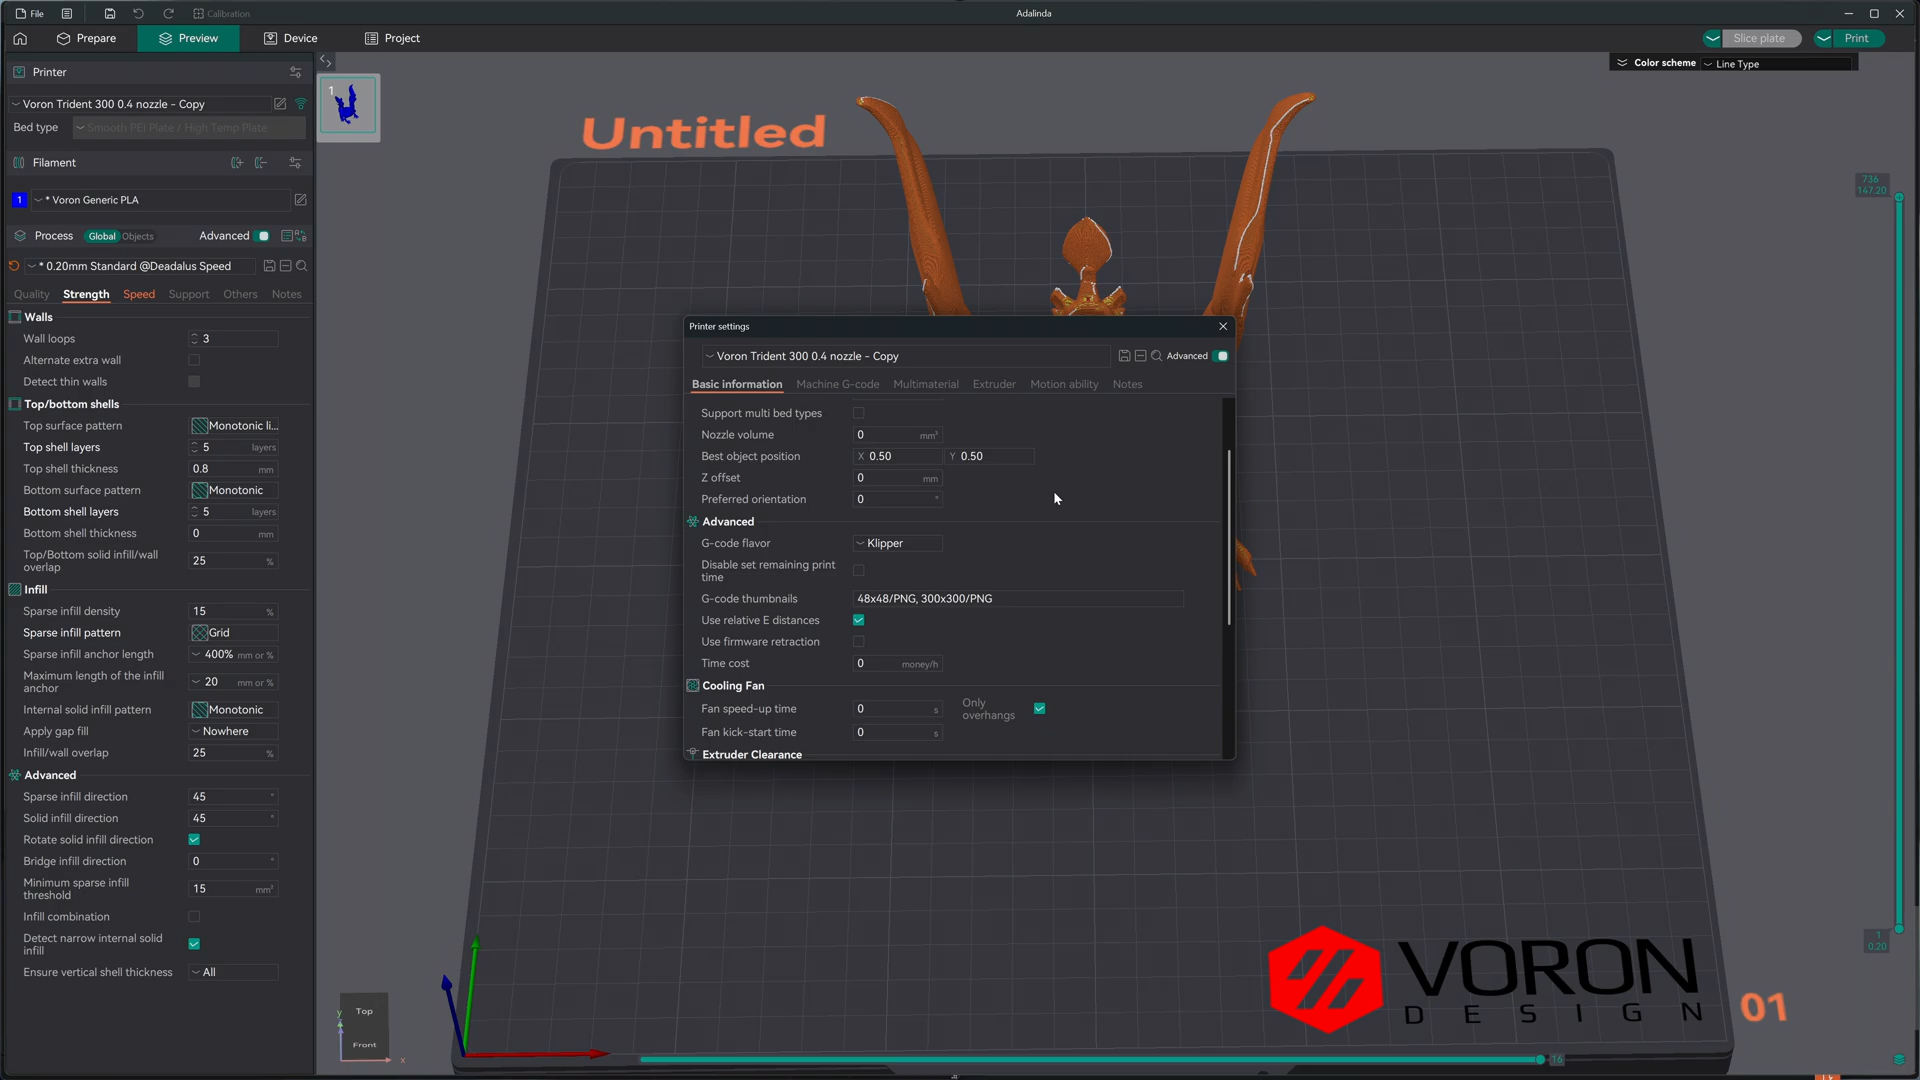 File
Calibration
Adalinda
Prepare
Preview
Device
Project
Slice plate
Print
Printer
Color scheme
Line Type
Voron Trident 300 0.4 nozzle - Copy
Bed type
Smooth PEI Plate / High Temp Plate
1
Untitled
Filament
1
* Voron Generic PLA
736
147.20
Process
Global
Objects
Advanced
* 0.20mm Standard @Deadalus Speed
Quality
Strength
Speed
Support
Others
Notes
Walls
Wall loops
3
Alternate extra wall
Detect thin walls
Top/bottom shells
Top surface pattern
Monotonic li...
Top shell layers
5
layers
Top shell thickness
0.8
mm
Bottom surface pattern
Monotonic
Bottom shell layers
5
layers
Bottom shell thickness
0
mm
Top/Bottom solid infill/wall
overlap
25
%
Infill
Sparse infill density
15
%
Sparse infill pattern
Grid
Sparse infill anchor length
400%
mm or %
Maximum length of the infill
anchor
20
mm or %
Internal solid infill pattern
Monotonic
Apply gap fill
Nowhere
Infill/wall overlap
25
%
Advanced
Sparse infill direction
45
°
Solid infill direction
45
°
Rotate solid infill direction
Bridge infill direction
0
°
Minimum sparse infill
threshold
15
mm²
Infill combination
Detect narrow internal solid
infill
Ensure vertical shell thickness
All
Printer settings
Voron Trident 300 0.4 nozzle - Copy
Advanced
Basic information
Machine G-code
Multimaterial
Extruder
Motion ability
Notes
Support multi bed types
Nozzle volume
0
mm³
Best object position
X 0.50
Y 0.50
Z offset
0
mm
Preferred orientation
0
°
Advanced
G-code flavor
Klipper
Disable set remaining print
time
G-code thumbnails
48x48/PNG, 300x300/PNG
Use relative E distances
Use firmware retraction
Time cost
0
money/h
Cooling Fan
Fan speed-up time
0
s
Only
overhangs
Fan kick-start time
0
s
Extruder Clearance
1
0.20
VORON
DESIGN
01
Top
Front
y
x
16